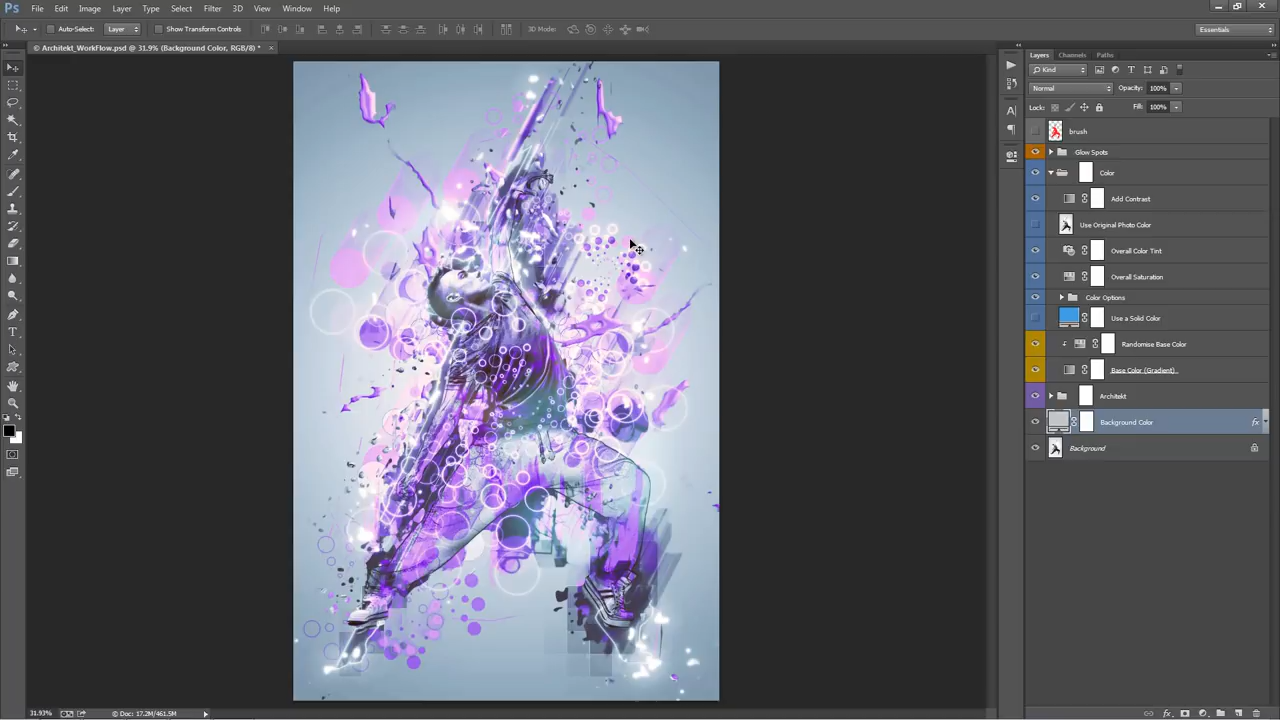 Ps File Edit Image Layer Type Select Filter 3D View Window Help
Auto-Select: Layer Show Transform Controls 3D Mode: Essentials
© Architekt_WorkFlow.psd @ 31.9% (Background Color, RGB/8) * ×
Layers Channels Paths
Kind
Normal Opacity: 100%
Lock: Fill: 100%
brush
Glow Spots
Color
Add Contrast
Use Original Photo Color
Overall Color Tint
Overall Saturation
Color Options
Use a Solid Color
Randomise Base Color
Base Color (Gradient)
Architekt
Background Color fx
Background
31.93% Doc: 17.2M/461.5M